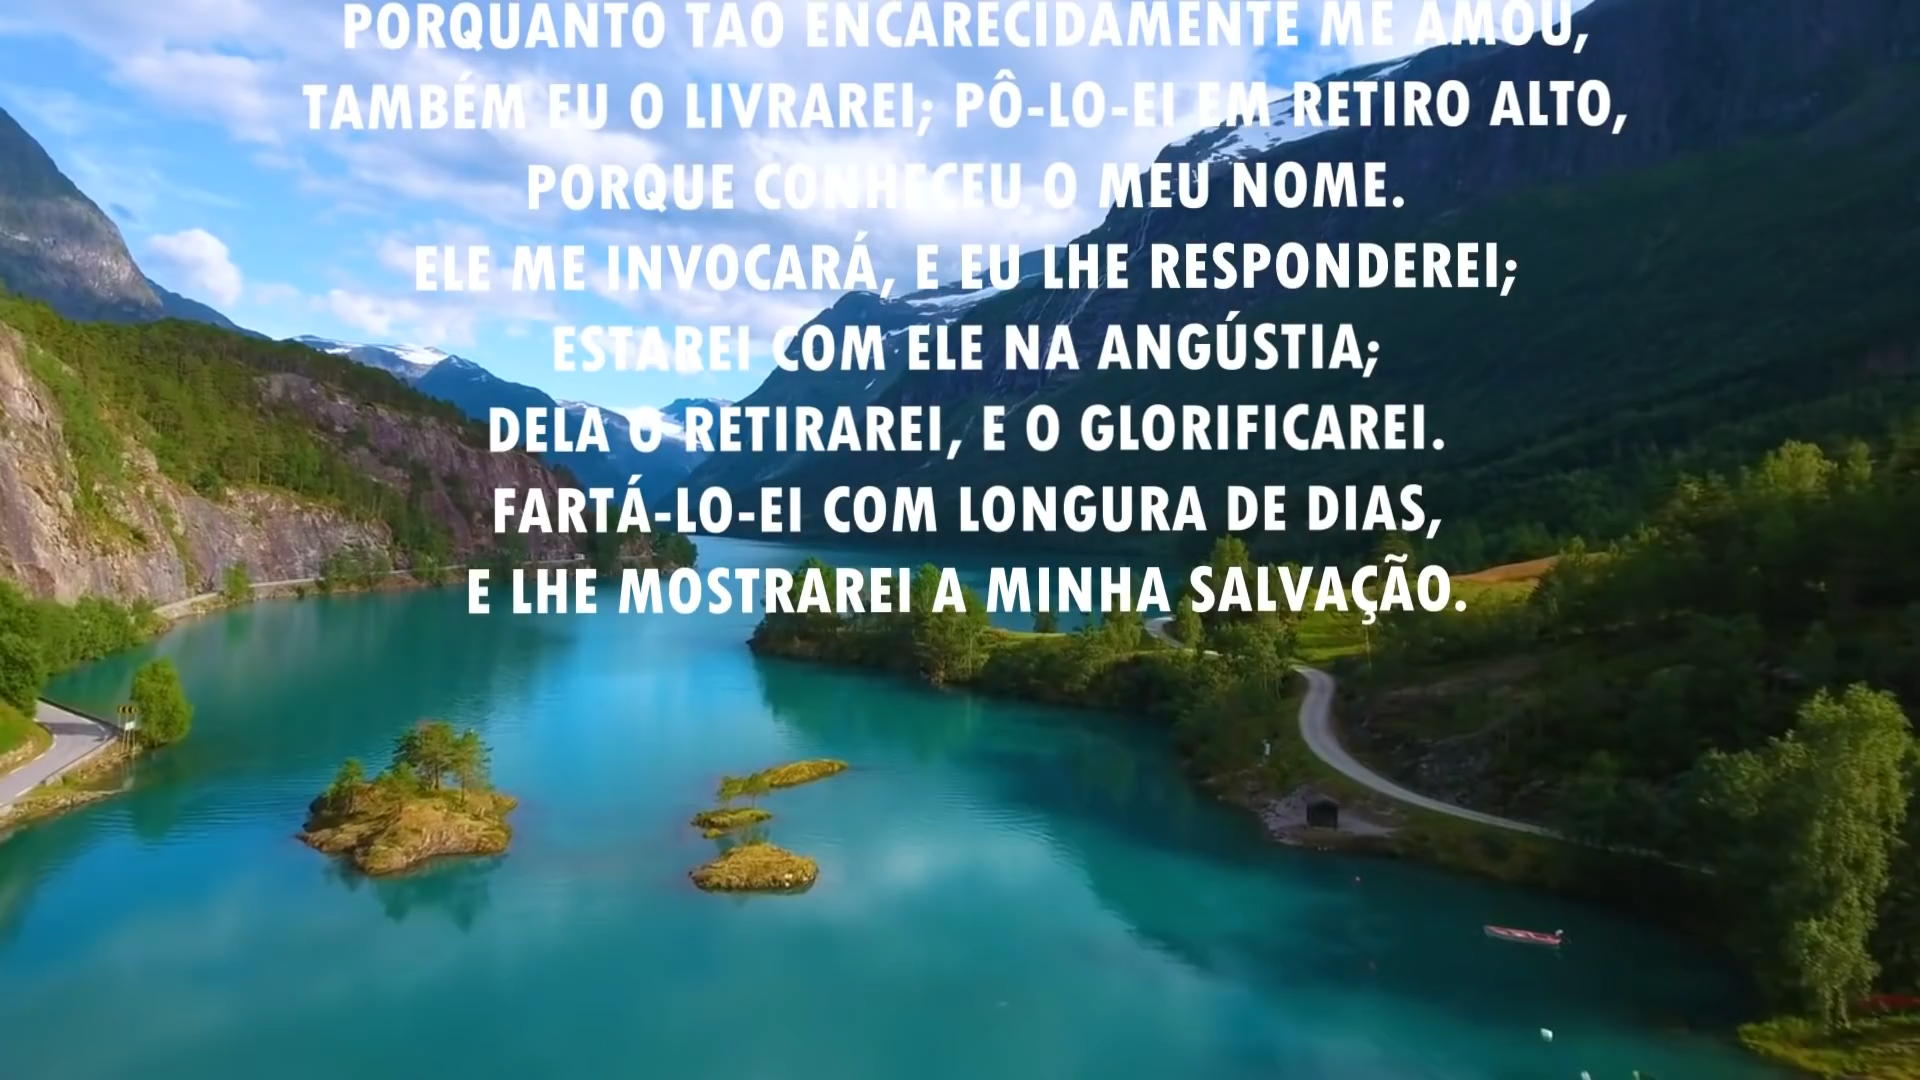 PORQUANTO TÃO ENCARECIDAMENTE ME AMOU,
TAMBÉM EU O LIVRAREI; PÔ-LO-EI EM RETIRO ALTO,
PORQUE CONHECEU O MEU NOME.
ELE ME INVOCARÁ, E EU LHE RESPONDEREI;
ESTAREI COM ELE NA ANGÚSTIA;
DELA O RETIRAREI, E O GLORIFICAREI.
FARTÁ-LO-EI COM LONGURA DE DIAS,
E LHE MOSTRAREI A MINHA SALVAÇÃO.